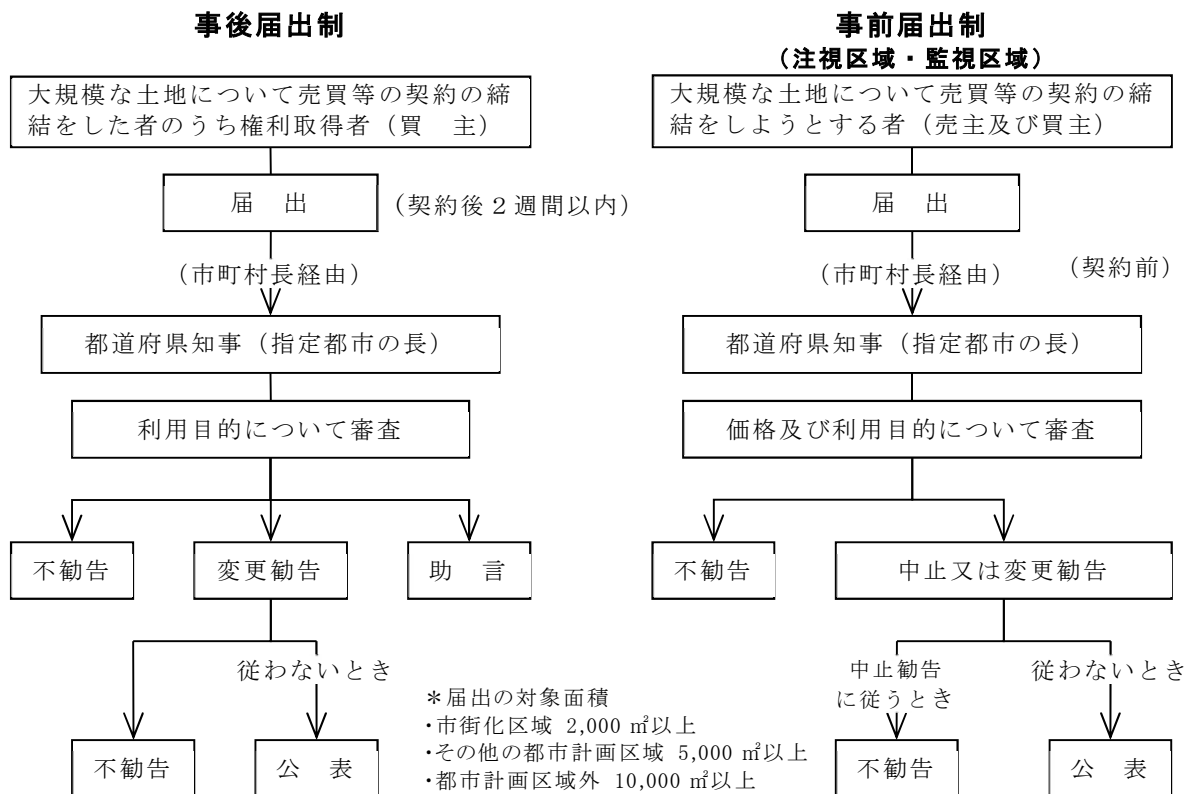 事後届出制
大規模な土地について売買等の契約の締
結をした者のうち権利取得者（買　主）
届　出
（契約後２週間以内）
（市町村長経由）
都道府県知事（指定都市の長）
利用目的について審査
不勧告
変更勧告
助　言
従わないとき
不勧告
公　表
＊届出の対象面積
・市街化区域 2,000 ㎡以上
・その他の都市計画区域 5,000 ㎡以上
・都市計画区域外 10,000 ㎡以上
事前届出制
（注視区域・監視区域）
大規模な土地について売買等の契約の締
結をしようとする者（売主及び買主）
届　出
（市町村長経由）
（契約前）
都道府県知事（指定都市の長）
価格及び利用目的について審査
不勧告
中止又は変更勧告
中止勧告
に従うとき
従わないとき
不勧告
公　表